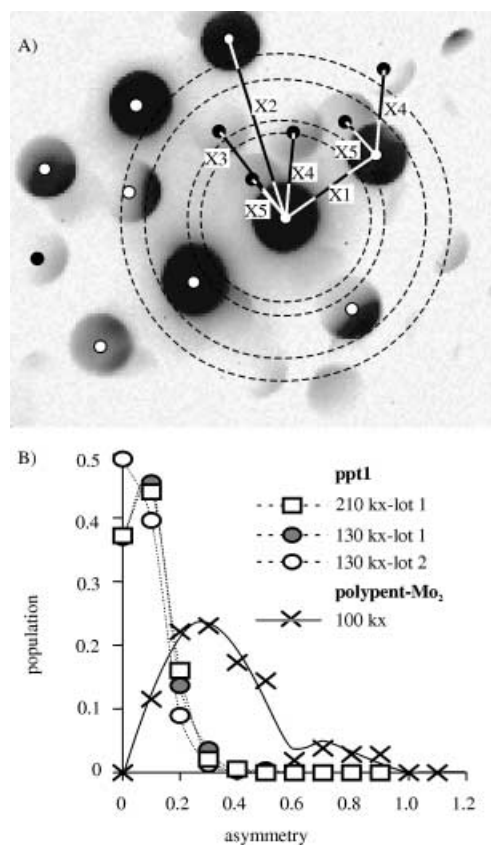 A)
X2
X4
X3
X5
X5
X4
X1
B)
0.5
0.4
0.3
0.2
0.1
0
population
ppt1
210 kx-lot 1
130 kx-lot 1
130 kx-lot 2
polypent-Mo₂
100 kx
0 0.2 0.4 0.6 0.8 1.0 1.2
asymmetry